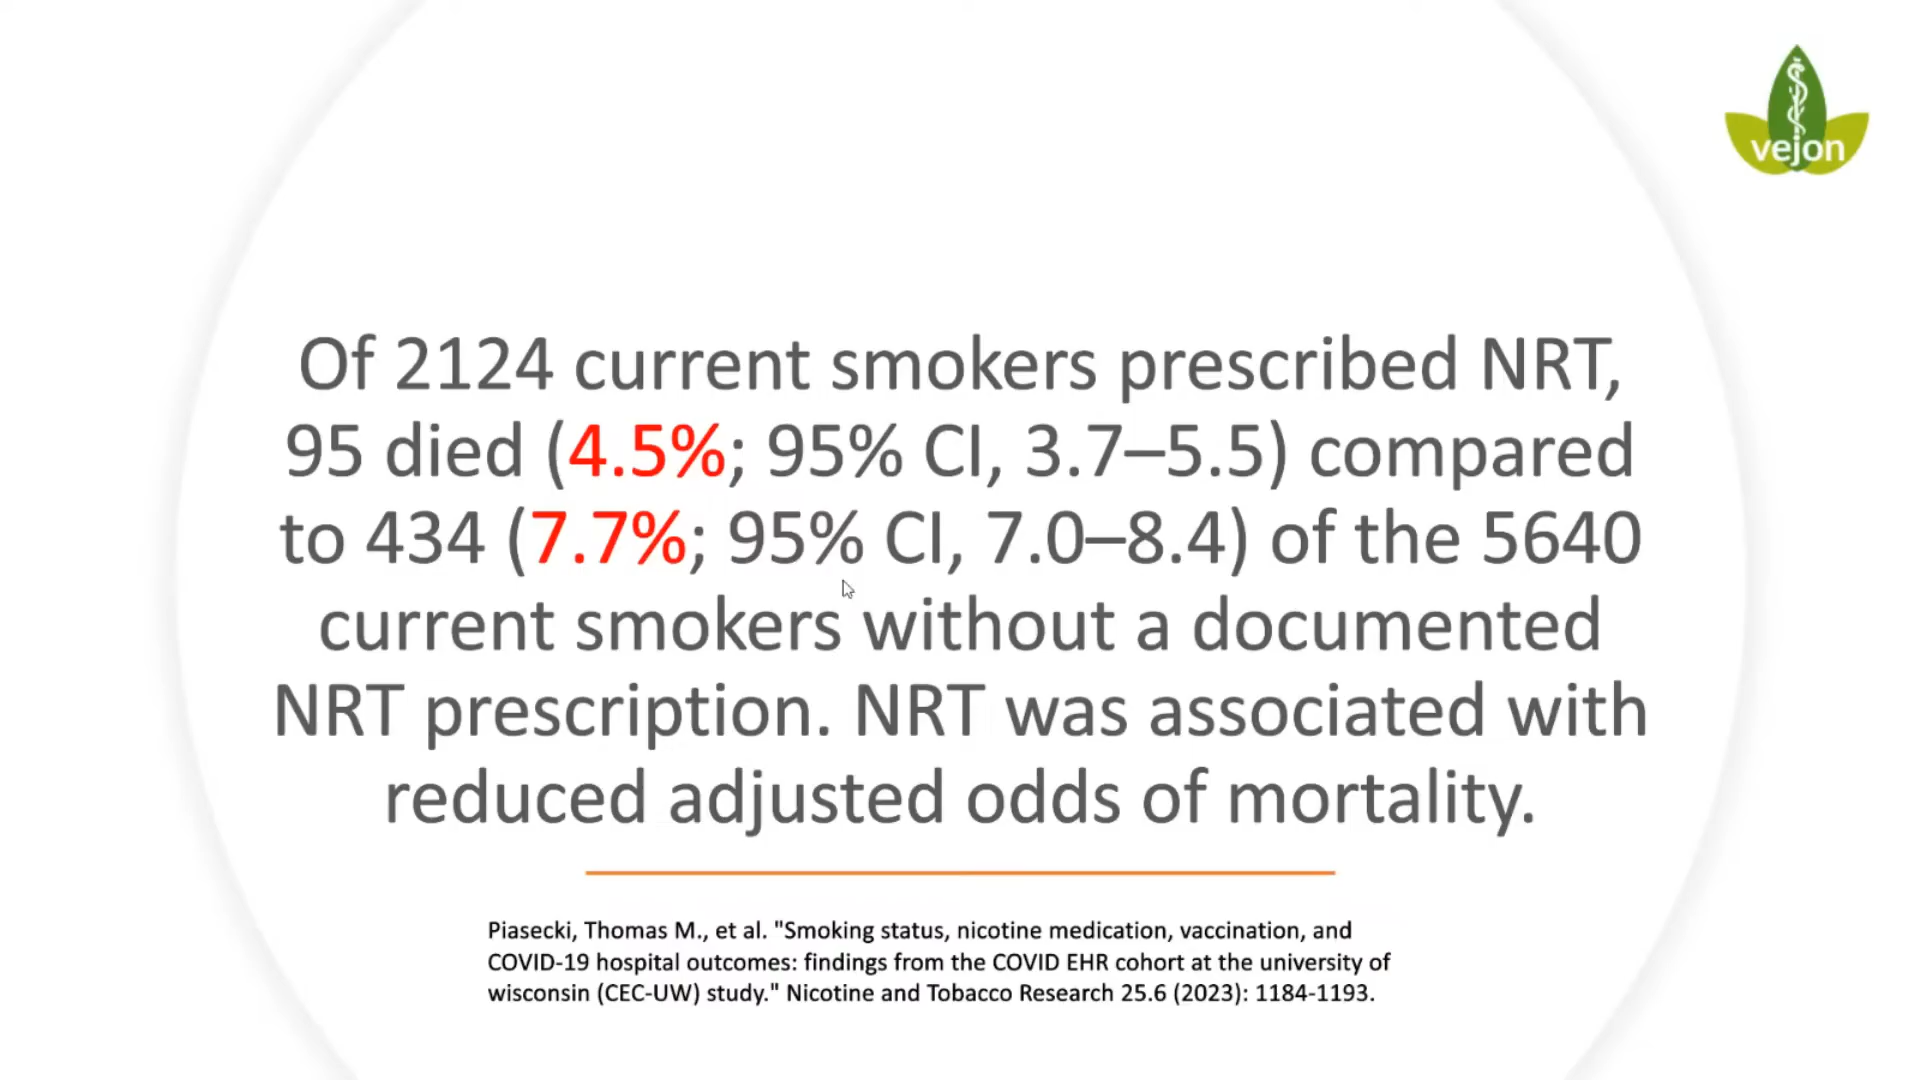 vejon
Of 2124 current smokers prescribed NRT,
95 died (4.5%; 95% CI, 3.7–5.5) compared
to 434 (7.7%; 95% CI, 7.0–8.4) of the 5640
current smokers without a documented
NRT prescription. NRT was associated with
reduced adjusted odds of mortality.
Piasecki, Thomas M., et al. "Smoking status, nicotine medication, vaccination, and
COVID-19 hospital outcomes: findings from the COVID EHR cohort at the university of
wisconsin (CEC-UW) study." Nicotine and Tobacco Research 25.6 (2023): 1184-1193.